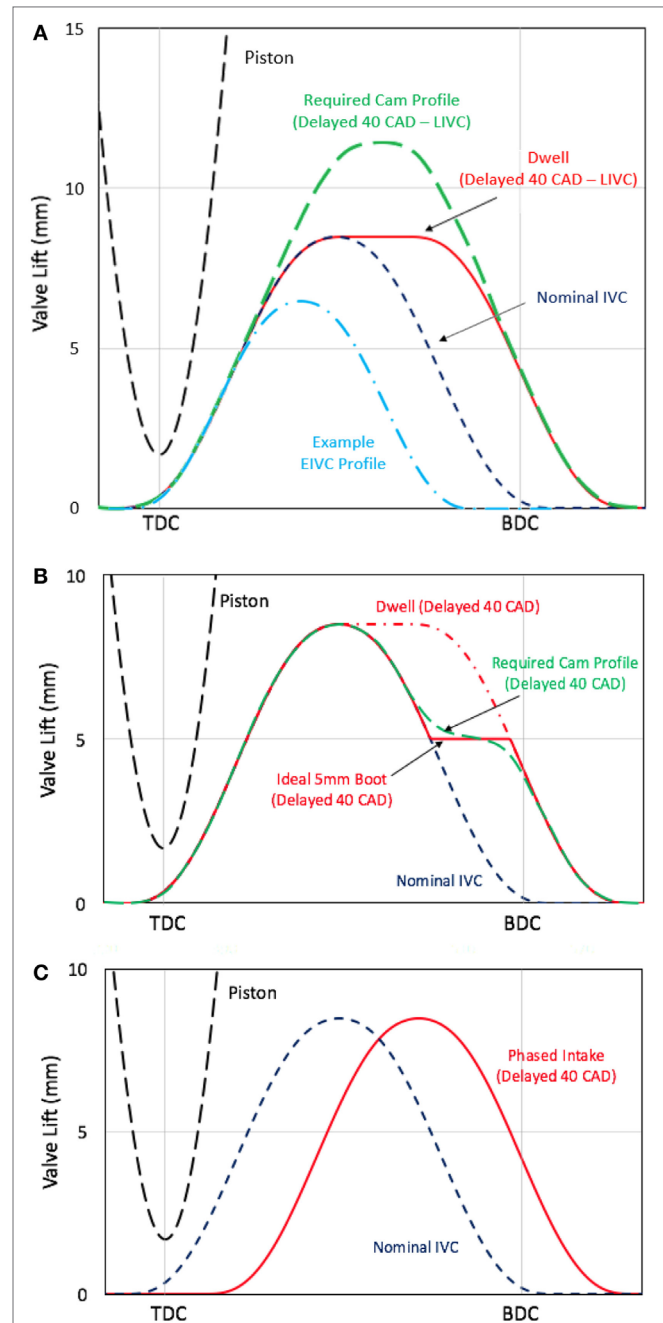 A
15
Piston
Required Cam Profile
(Delayed 40 CAD – LIVC)
Dwell
(Delayed 40 CAD – LIVC)
10
Valve Lift (mm)
Nominal IVC
5
Example
EIVC Profile
0
TDC
BDC
B
10
Piston
Dwell (Delayed 40 CAD)
Required Cam Profile
(Delayed 40 CAD)
Valve Lift (mm)
5
Ideal 5mm Boot
(Delayed 40 CAD)
Nominal IVC
0
TDC
BDC
C
10
Piston
Phased Intake
(Delayed 40 CAD)
Valve Lift (mm)
5
Nominal IVC
0
TDC
BDC